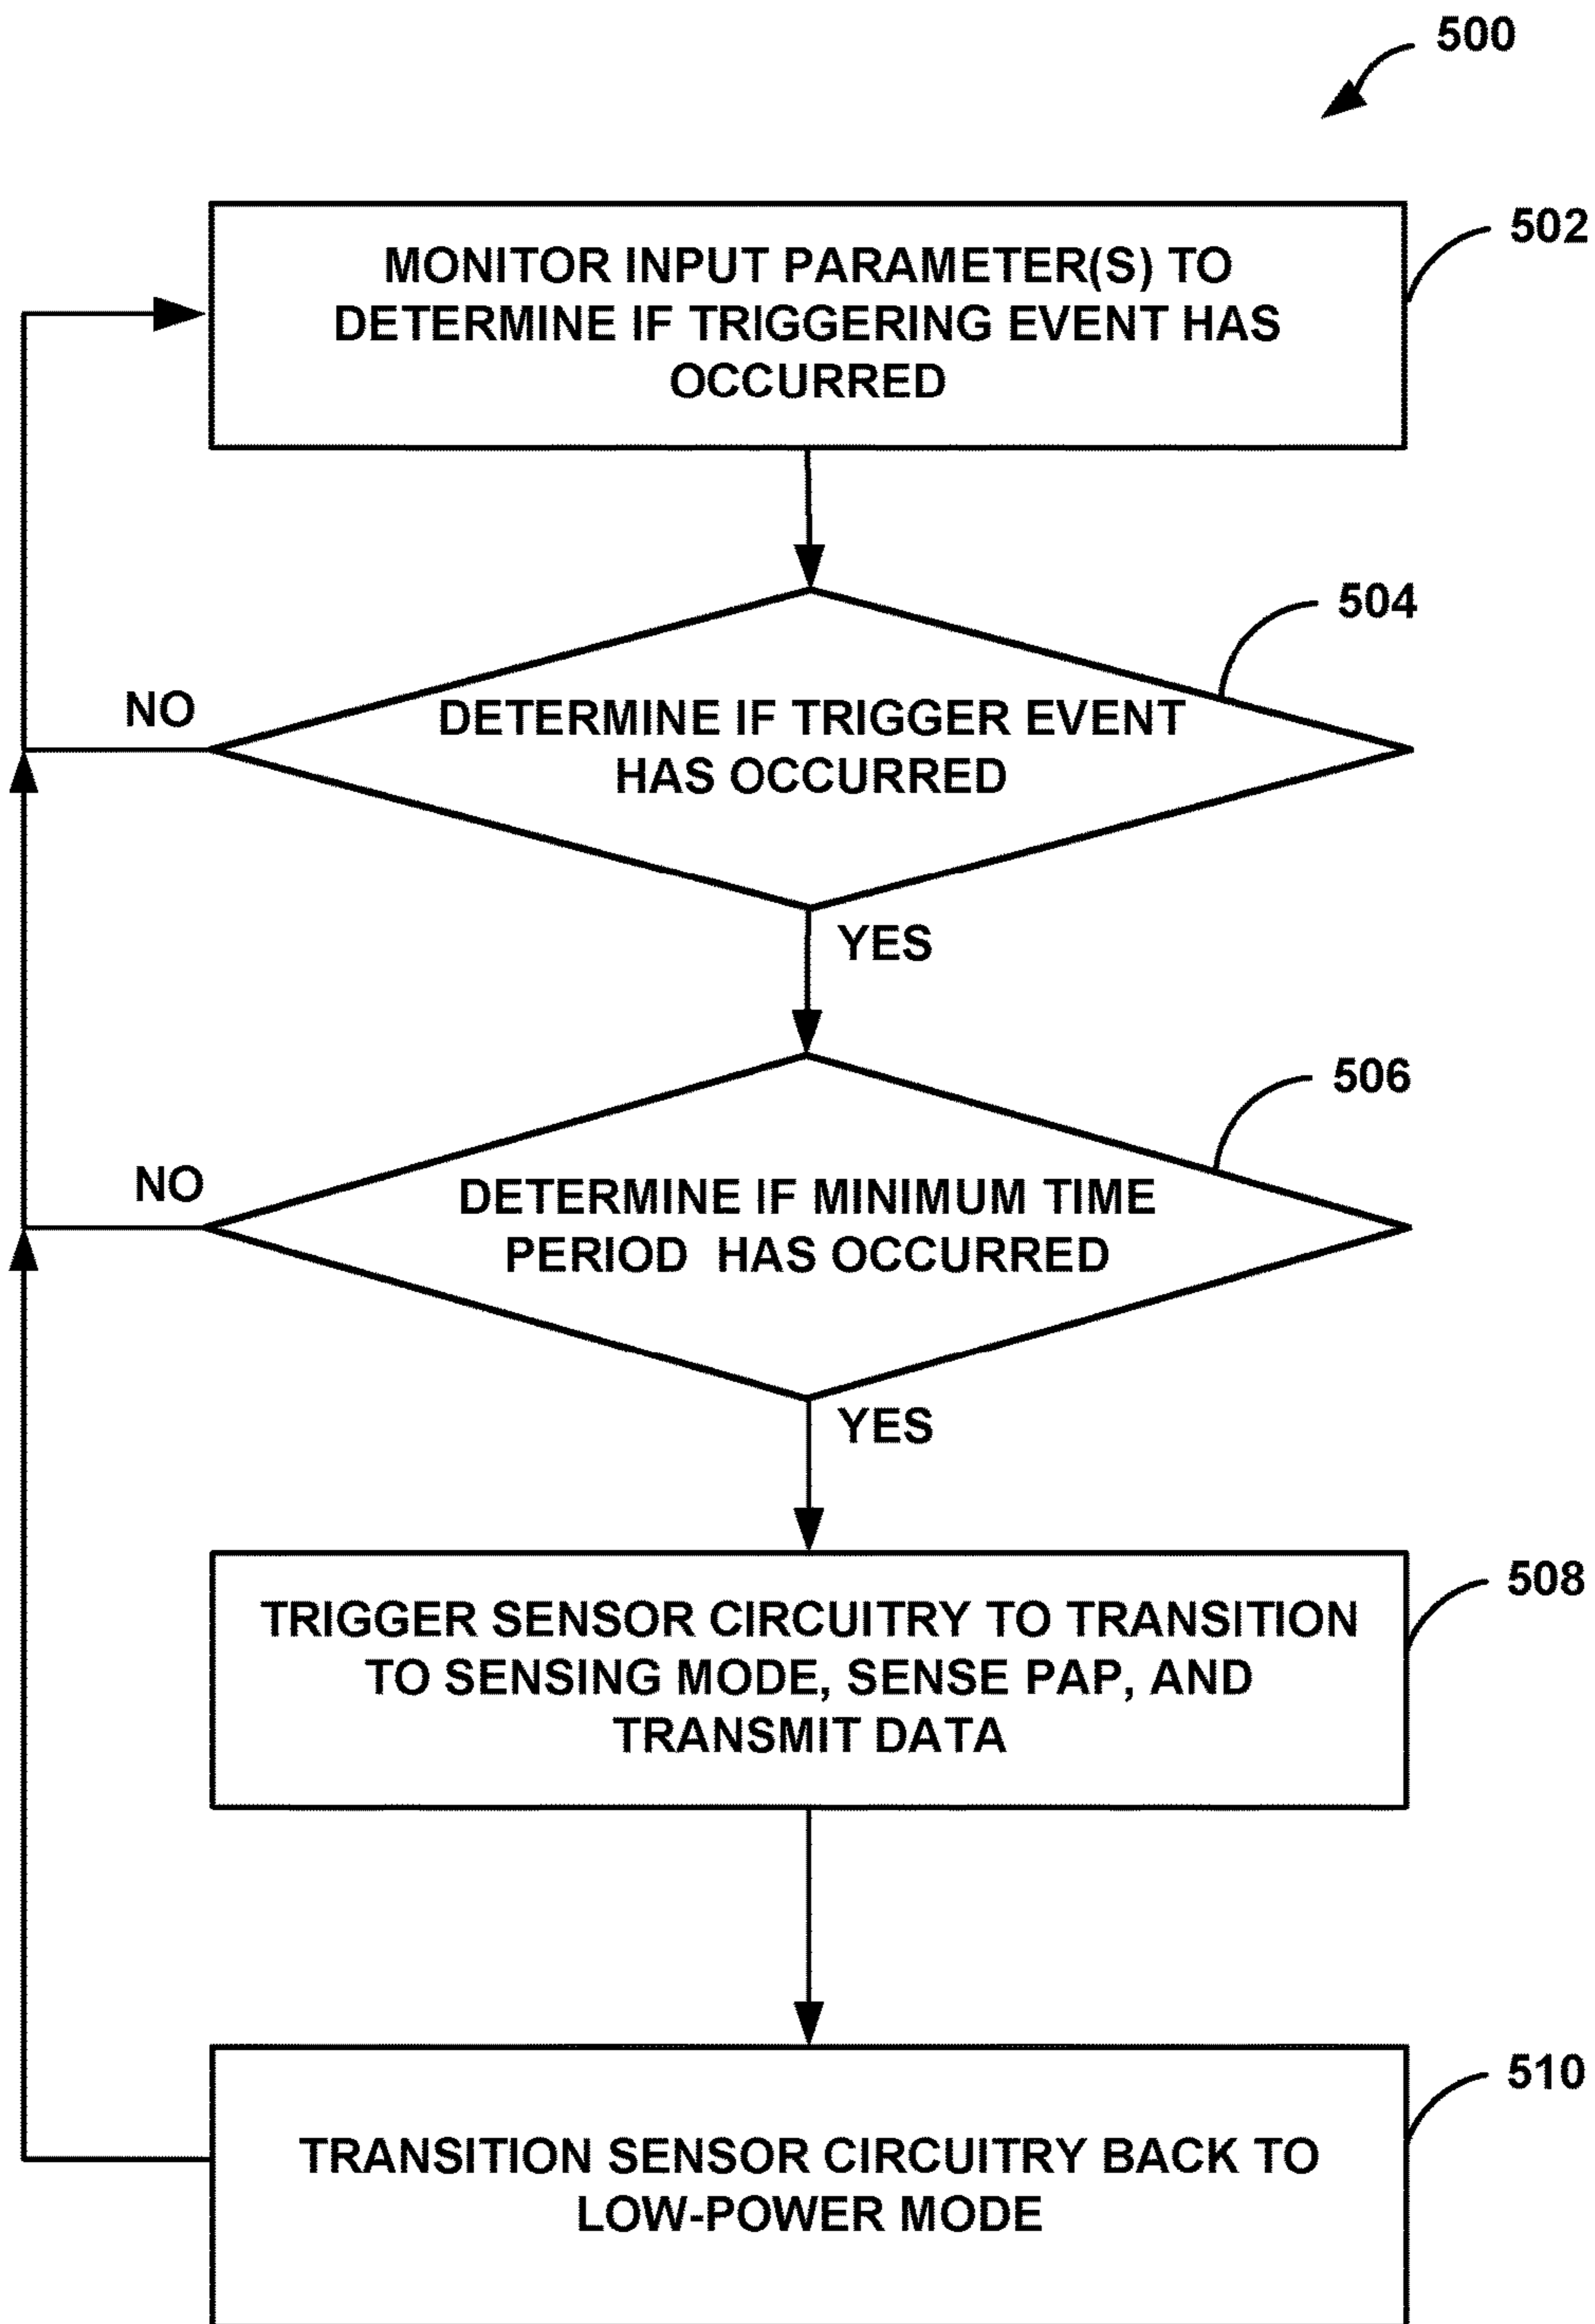 500
502
MONITOR INPUT PARAMETER(S) TO
DETERMINE IF TRIGGERING EVENT HAS
OCCURRED
504
NO
DETERMINE IF TRIGGER EVENT
HAS OCCURRED
YES
506
NO
DETERMINE IF MINIMUM TIME
PERIOD HAS OCCURRED
YES
508
TRIGGER SENSOR CIRCUITRY TO TRANSITION
TO SENSING MODE, SENSE PAP, AND
TRANSMIT DATA
510
TRANSITION SENSOR CIRCUITRY BACK TO
LOW-POWER MODE